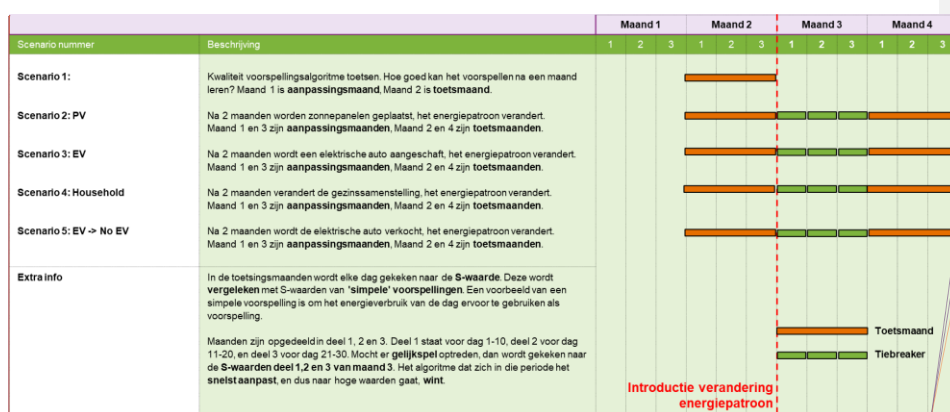 Maand 1 Maand 2 Maand 3 Maand 4
Scenario nummer Beschrijving 1 2 3 1 2 3 1 2 3 1 2 3
Scenario 1: Kwaliteit voorspellingsalgoritme toetsen. Hoe goed kan het voorspellen na een maand
leren? Maand 1 is aanpassingsmaand, Maand 2 is toetsmaand.
Scenario 2: PV Na 2 maanden worden zonnepanelen geplaatst, het energiepatroon verandert.
Maand 1 en 3 zijn aanpassingsmaanden, Maand 2 en 4 zijn toetsmaanden.
Scenario 3: EV Na 2 maanden wordt een elektrische auto aangeschaft, het energiepatroon verandert.
Maand 1 en 3 zijn aanpassingsmaanden, Maand 2 en 4 zijn toetsmaanden.
Scenario 4: Household Na 2 maanden verandert de gezinssamenstelling, het energiepatroon verandert.
Maand 1 en 3 zijn aanpassingsmaanden, Maand 2 en 4 zijn toetsmaanden.
Scenario 5: EV -> No EV Na 2 maanden wordt de elektrische auto verkocht, het energiepatroon verandert.
Maand 1 en 3 zijn aanpassingsmaanden, Maand 2 en 4 zijn toetsmaanden.
Extra info In de toetsingsmaanden wordt elke dag gekeken naar de S-waarde. Deze wordt
vergeleken met S-waarden van 'simpele' voorspellingen. Een voorbeeld van een
simpele voorspelling is om het energieverbruik van de dag ervoor te gebruiken als
voorspelling.
Maanden zijn opgedeeld in deel 1, 2 en 3. Deel 1 staat voor dag 1-10, deel 2 voor dag
11-20, en deel 3 voor dag 21-30. Mocht er gelijkspel optreden, dan wordt gekeken naar
de S-waarden deel 1,2 en 3 van maand 3. Het algoritme dat zich in die periode het
snelst aanpast, en dus naar hoge waarden gaat, wint.
Toetsmaand
Tiebreaker
Introductie verandering
energiepatroon